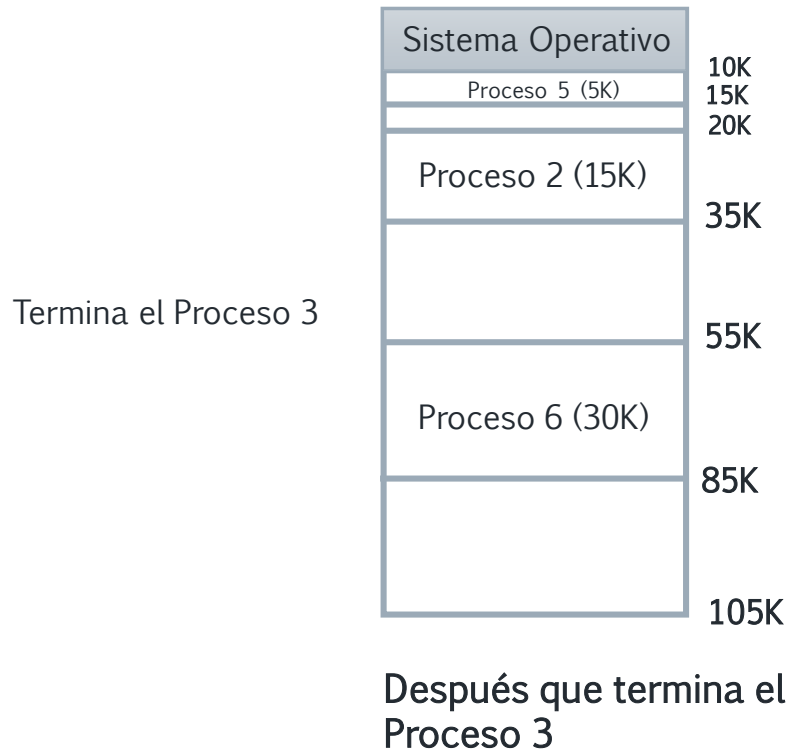 Sistema Operativo
10K
Proceso 5 (5K)
15K
20K
Proceso 2 (15K)
35K
Termina el Proceso 3
55K
Proceso 6 (30K)
85K
105K
Después que termina el
Proceso 3